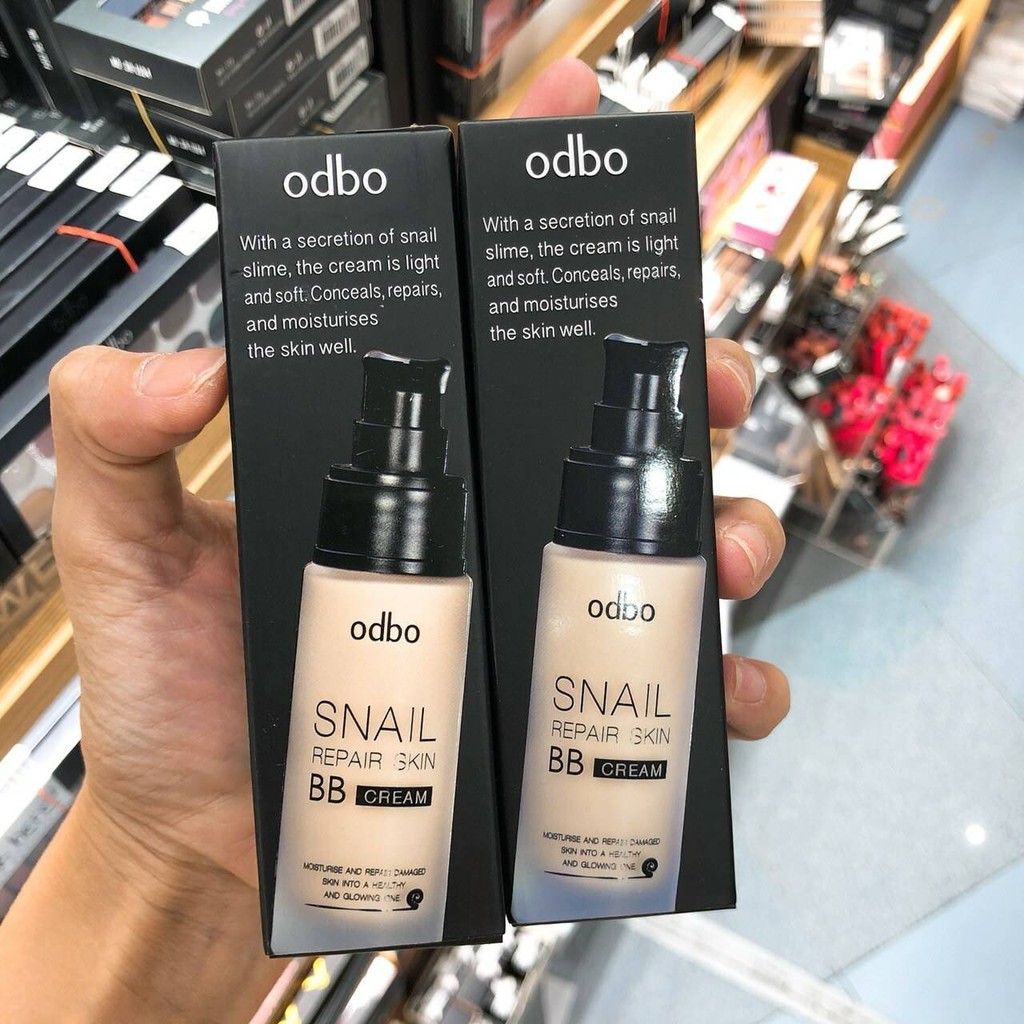 odbo
With a secretion of snail
slime, the cream is light
and soft. Conceals, repairs,
and moisturises
the skin well.
odbo
SNAIL
REPAIR SKIN
BB CREAM
MOISTURISE AND REPAIR DAMAGED
SKIN INTO A HEALTHY
AND GLOWING ONE.
odbo
With a secretion of snail
slime, the cream is light
and soft. Conceals, repairs,
and moisturises
the skin well.
odbo
SNAIL
REPAIR SKIN
BB CREAM
MOISTURISE AND REPAIR DAMAGED
SKIN INTO A HEALTHY
AND GLOWING ONE.